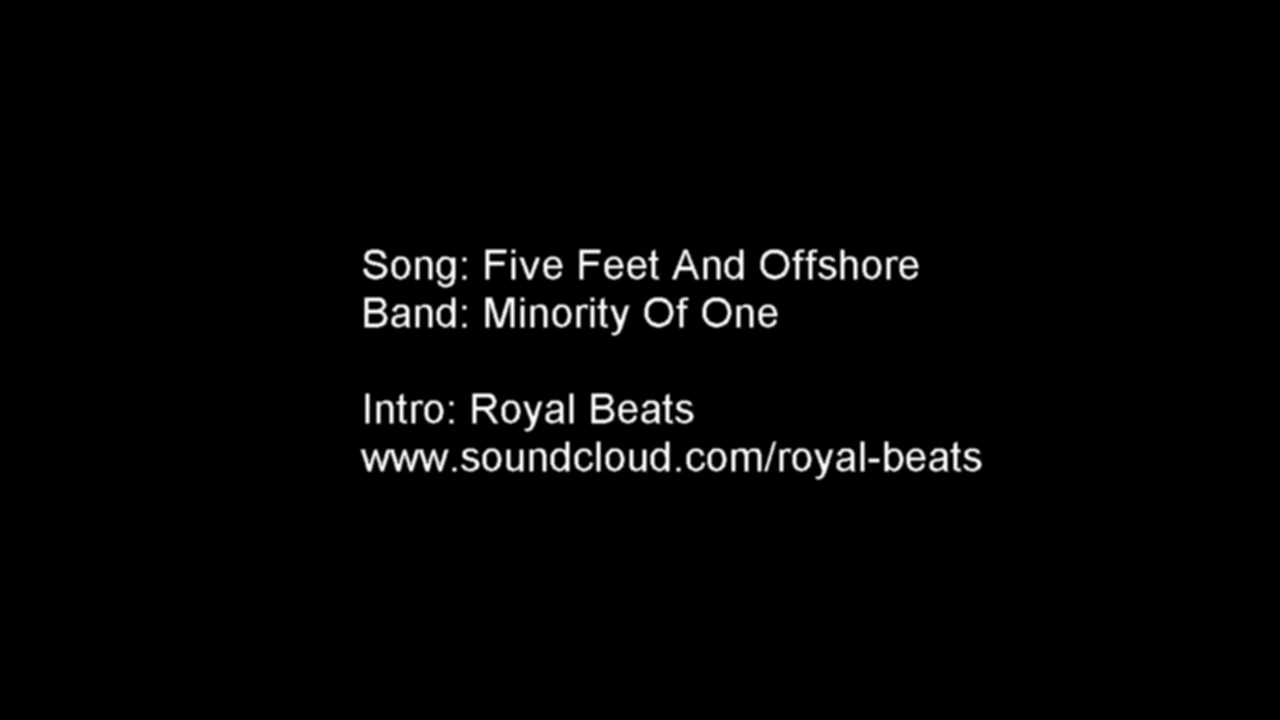 Song: Five Feet And Offshore
Band: Minority Of One
Intro: Royal Beats
www.soundcloud.com/royal-beats